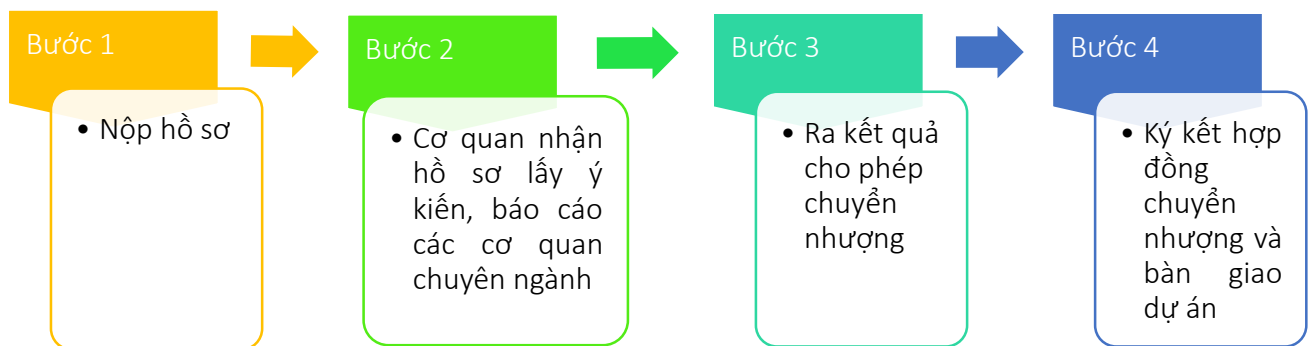 Bước 1
• Nộp hồ sơ
Bước 2
• Cơ quan nhận
hồ sơ lấy ý
kiến, báo cáo
các cơ quan
chuyên ngành
Bước 3
• Ra kết quả
cho phép
chuyển
nhượng
Bước 4
• Ký kết hợp
đồng
chuyển
nhượng và
bàn giao
dự án